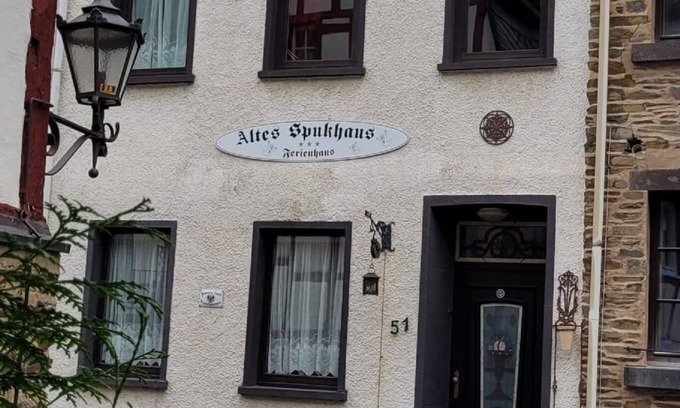 Altes Spukhaus
***
Ferienhaus
51